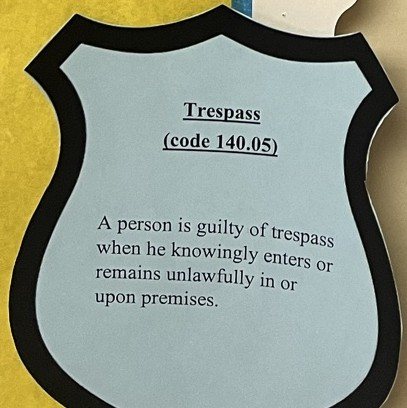 Trespass
(code 140.05)
A person is guilty of trespass
when he knowingly enters or
remains unlawfully in or
upon premises.